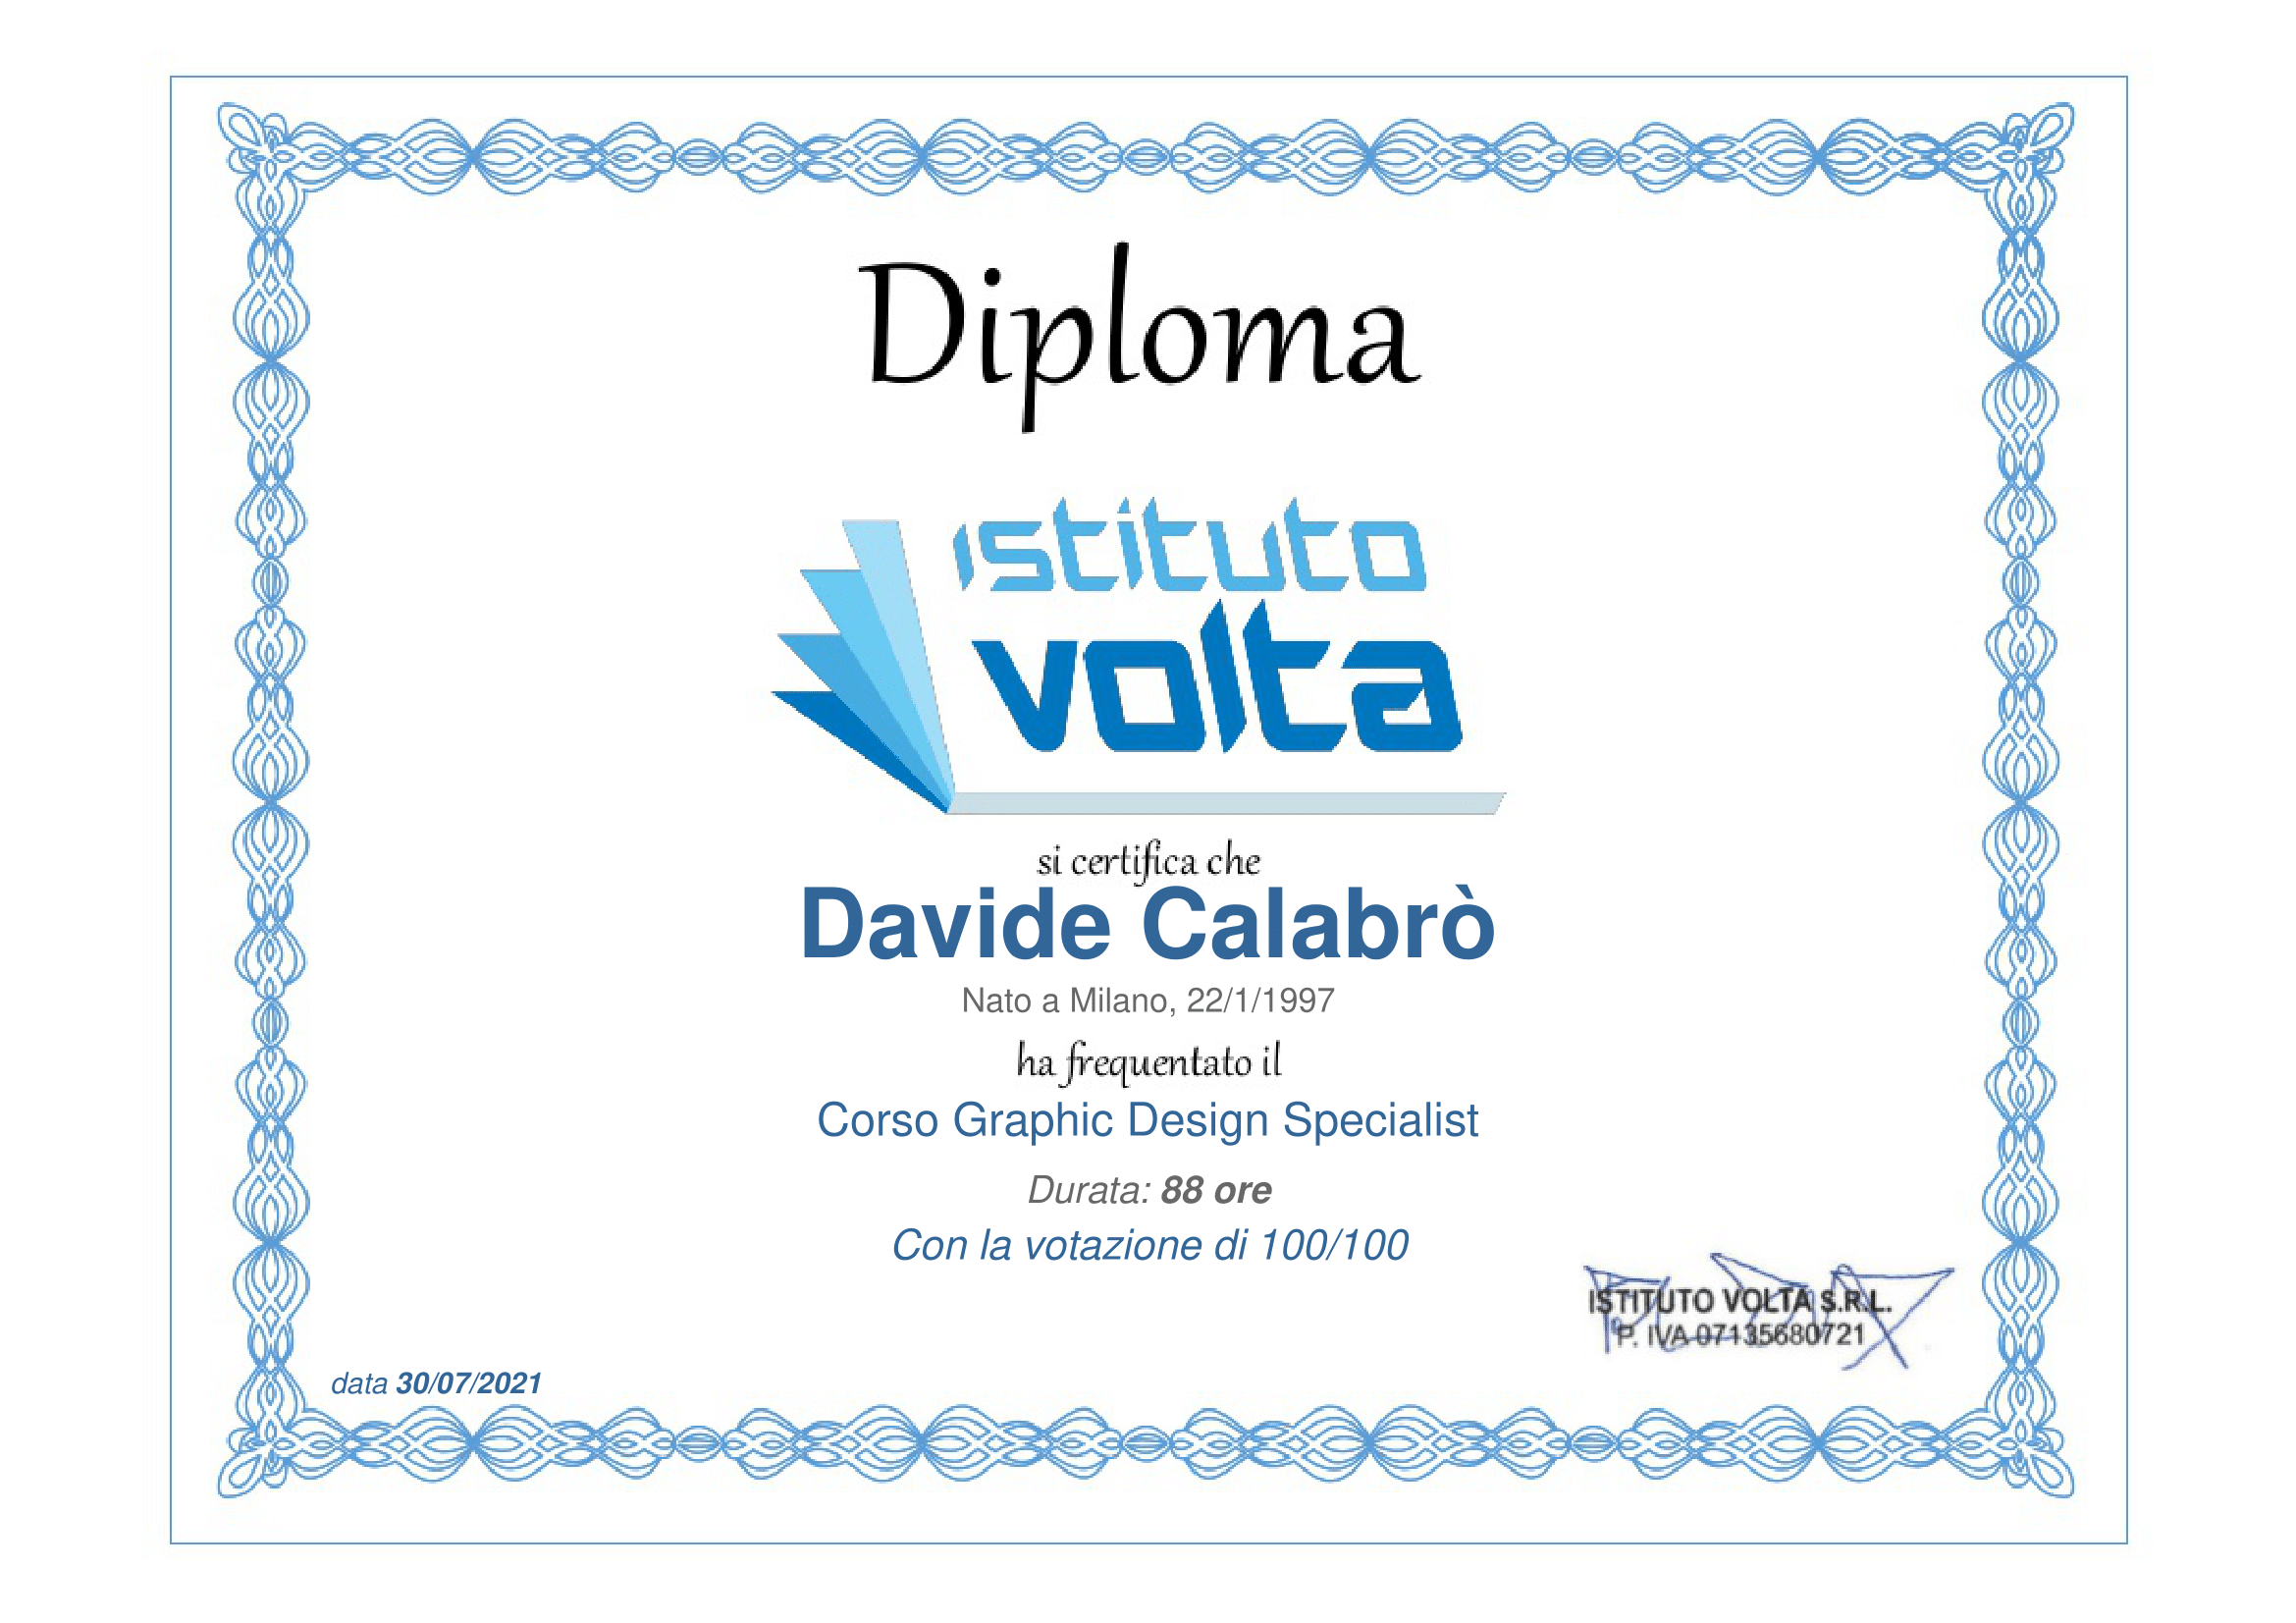 Diploma
istituto
volta
si certifica che
Davide Calabrò
Nato a Milano, 22/1/1997
ha frequentato il
Corso Graphic Design Specialist
Durata: 88 ore
Con la votazione di 100/100
ISTITUTO VOLTA S.R.L.
P. IVA 07135680721
data 30/07/2021